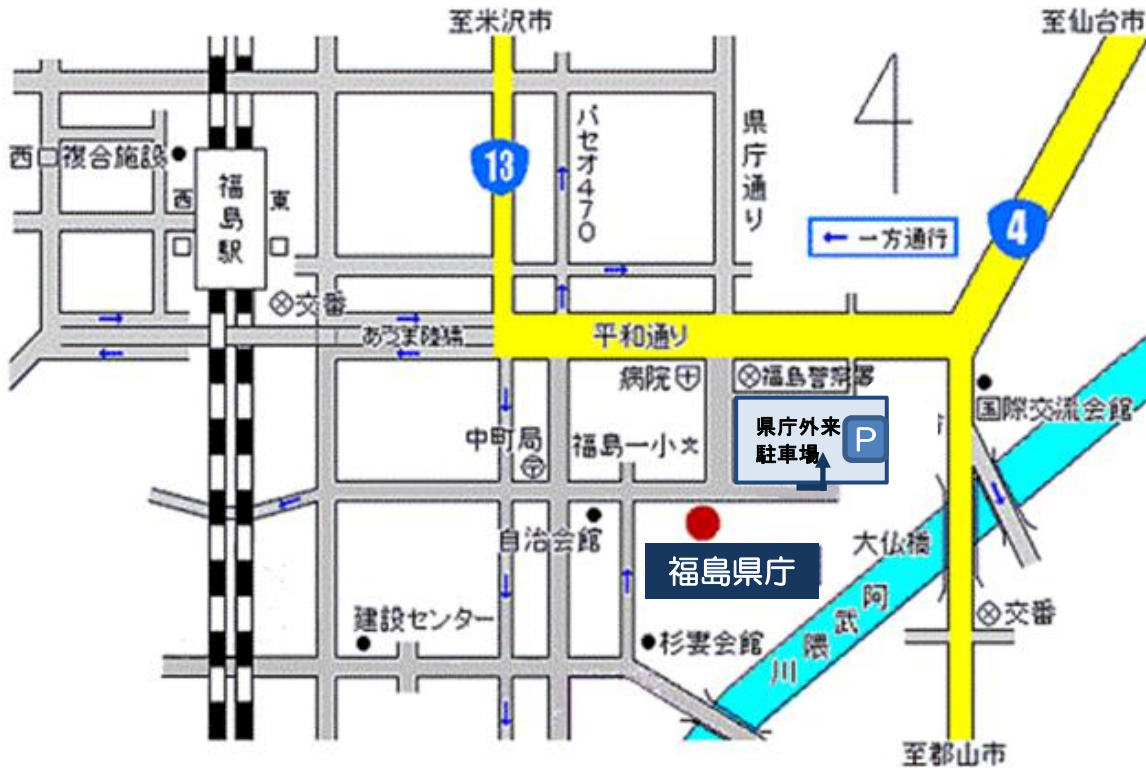 至米沢市
至仙台市
13
パセオ470
県庁通り
4
西口複合施設
福島駅
西口
東口
一方通行
交番
あづま陸橋
平和通り
病院
福島警察署
国際交流会館
県庁外来
駐車場
P
中町局
福島一小
文
自治会館
福島県庁
大仏橋
阿武隈川
建設センター
杉妻会館
交番
至郡山市